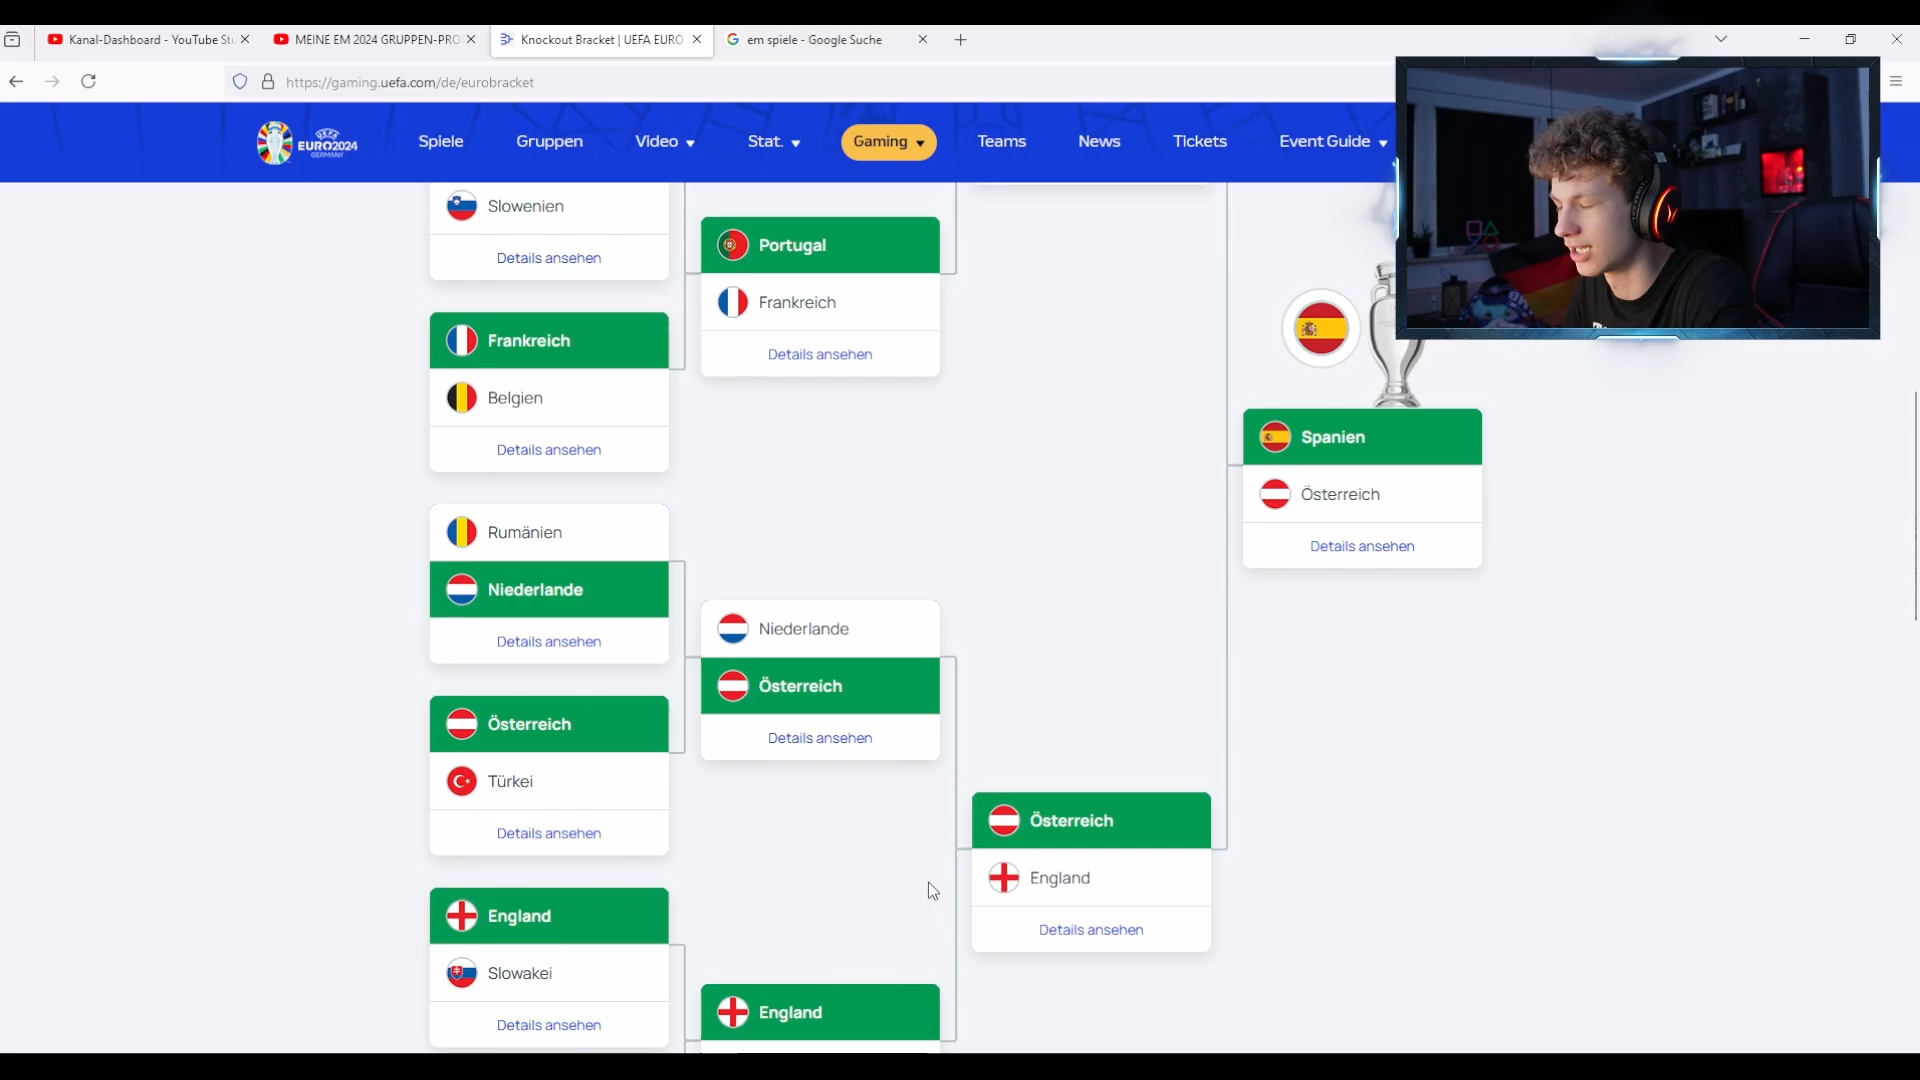 Kanal-Dashboard - YouTube Stu
MEINE EM 2024 GRUPPEN-PRO
Knockout Bracket | UEFA EURO
em spiele - Google Suche
https://gaming.uefa.com/de/eurobracket
UEFA
EURO2024
GERMANY
Spiele
Gruppen
Video
Stat.
Gaming
Teams
News
Tickets
Event Guide
Slowenien
Details ansehen
Frankreich
Belgien
Details ansehen
Rumänien
Niederlande
Details ansehen
Österreich
Türkei
Details ansehen
England
Slowakei
Details ansehen
Portugal
Frankreich
Details ansehen
Niederlande
Österreich
Details ansehen
England
Österreich
England
Details ansehen
Spanien
Österreich
Details ansehen